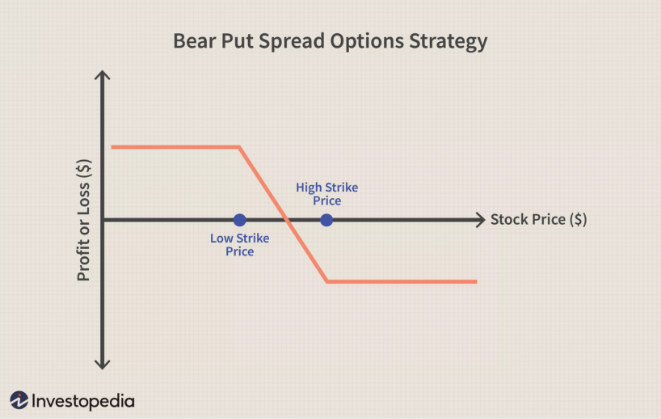 Bear Put Spread Options Strategy
Profit or Loss ($)
High Strike
Price
Stock Price ($)
Low Strike
Price
Investopedia